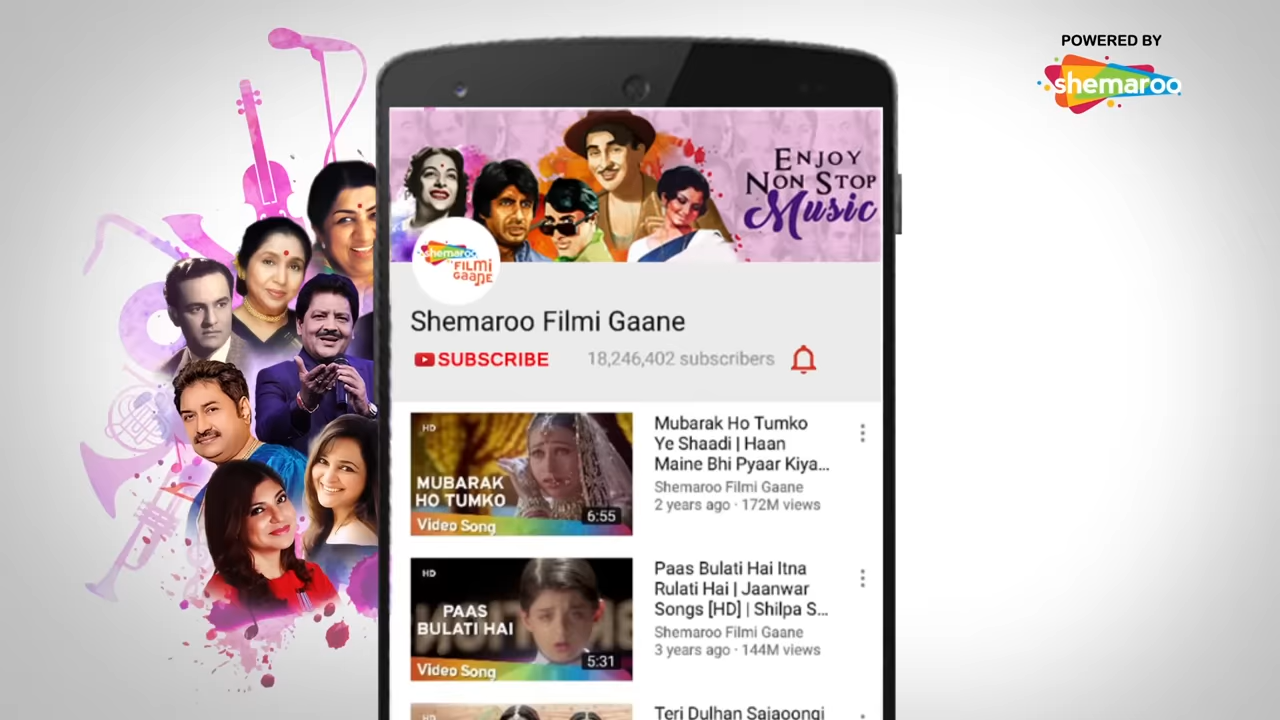 POWERED BY
shemaroo
ENJOY
NON STOP
Music
shemaroo
FILMI
GAANE
Shemaroo Filmi Gaane
SUBSCRIBE 18,246,402 subscribers
HD
MUBARAK
HO TUMKO
6:55
Video Song
Mubarak Ho Tumko
Ye Shaadi | Haan
Maine Bhi Pyaar Kiya...
Shemaroo Filmi Gaane
2 years ago · 172M views
HD
PAAS
BULATI HAI
5:31
Video Song
Paas Bulati Hai Itna
Rulati Hai | Jaanwar
Songs [HD] | Shilpa S...
Shemaroo Filmi Gaane
3 years ago · 144M views
HD
Teri Dulhan Sajaoongi